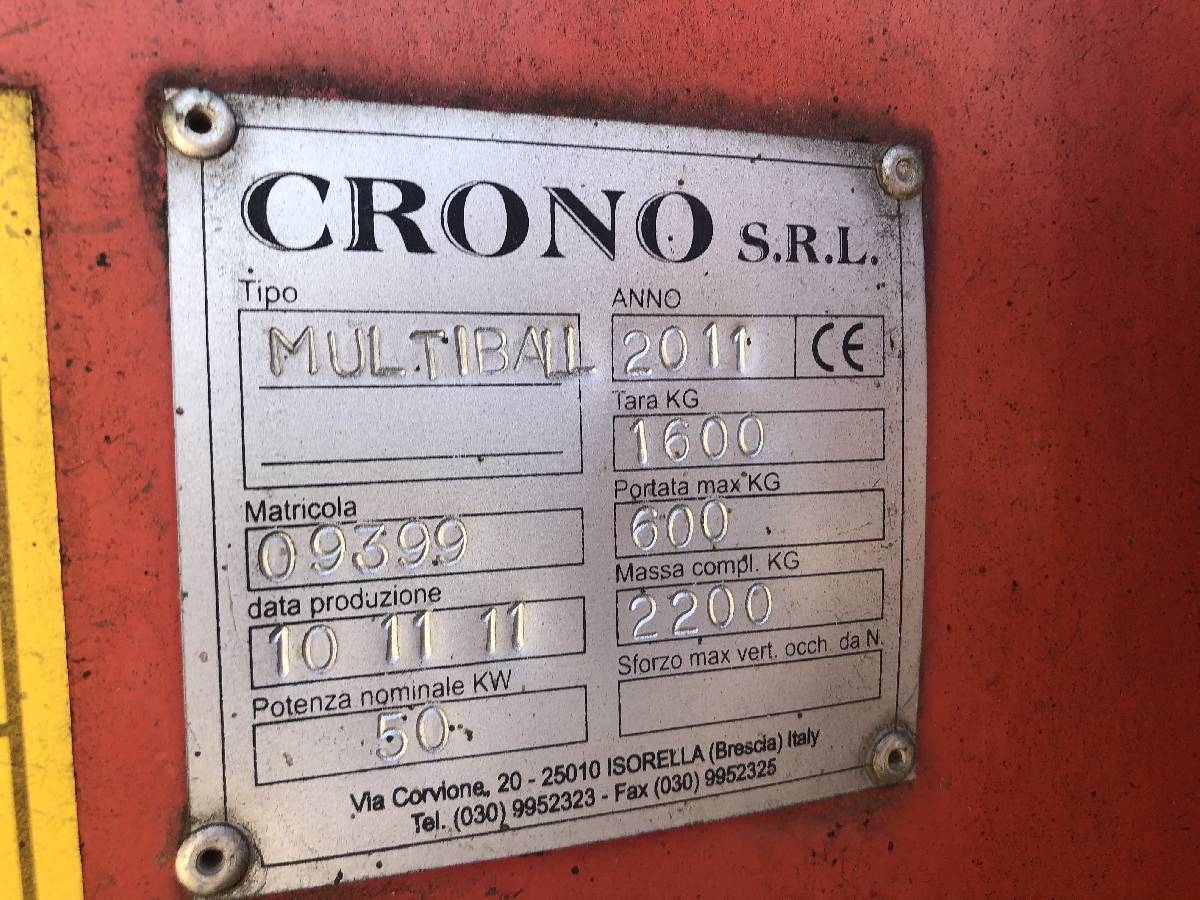 CRONO S.R.L.
Tipo
MULTIBALL
ANNO
2011 CE
Tara KG
1600
Portata max KG
600
Massa compl. KG
2200
Sforzo max vert. occh. da N.
Matricola
09399
data produzione
10 11 11
Potenza nominale KW
50
Via Corvione, 20 - 25010 ISORELLA (Brescia) Italy
Tel. (030) 9952323 - Fax (030) 9952325